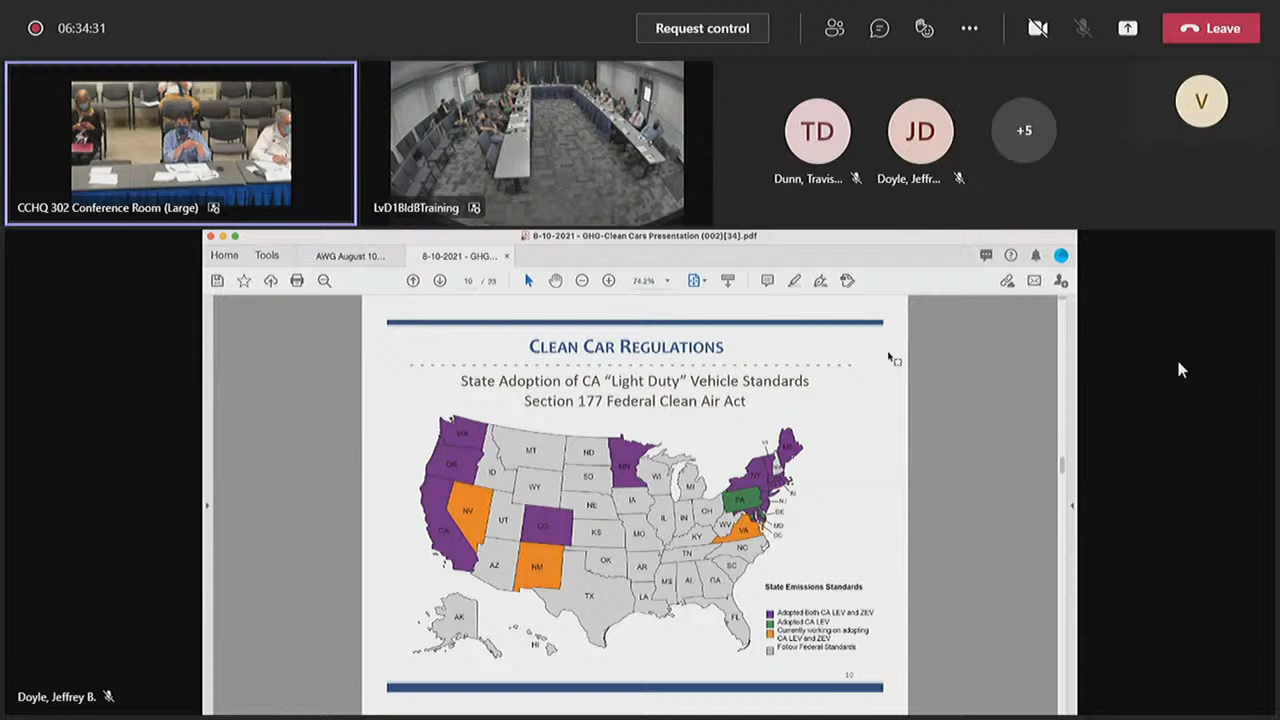 06:34:31
Request control
Leave
CCHQ 302 Conference Room (Large)
LvD1BldBTraining
TD
JD
+5
V
Dunn, Travis...
Doyle, Jeffr...
8-10-2021 - GHG-Clean Cars Presentation (002)[34].pdf
Home
Tools
AWG August 10...
8-10-2021 - GHG...
10 / 23
74.2%
CLEAN CAR REGULATIONS
State Adoption of CA “Light Duty” Vehicle Standards
Section 177 Federal Clean Air Act
WA
OR
CA
NV
ID
MT
WY
UT
AZ
CO
NM
ND
SD
NE
KS
OK
TX
MN
IA
MO
AR
LA
WI
IL
MI
IN
OH
KY
TN
MS
AL
GA
FL
SC
NC
VA
WV
PA
NY
VT
ME
RI
NJ
DE
MD
DC
AK
HI
State Emissions Standards
Adopted Both CA LEV and ZEV
Adopted CA LEV
Currently working on adopting
CA LEV and ZEV
Follow Federal Standards
10
Doyle, Jeffrey B.